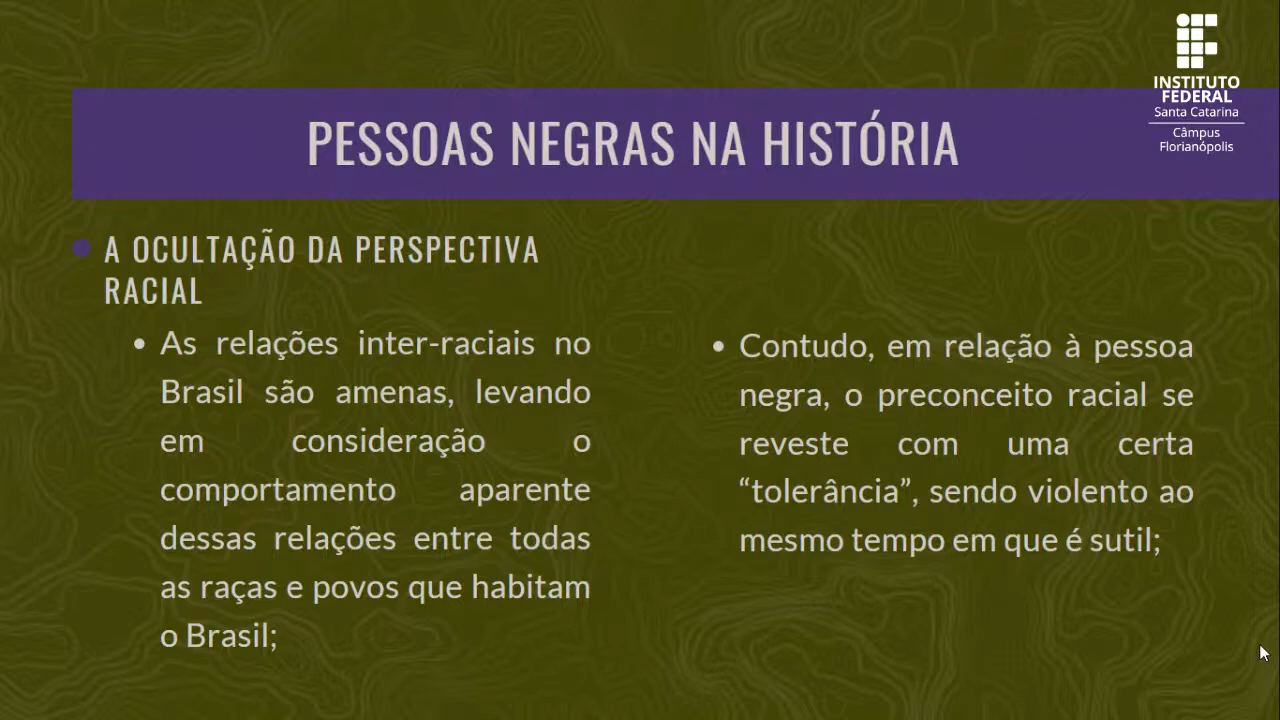 INSTITUTO
FEDERAL
Santa Catarina
Câmpus
Florianópolis
PESSOAS NEGRAS NA HISTÓRIA
A OCULTAÇÃO DA PERSPECTIVA
RACIAL
• As relações inter-raciais no
Brasil são amenas, levando
em consideração o
comportamento aparente
dessas relações entre todas
as raças e povos que habitam
o Brasil;
• Contudo, em relação à pessoa
negra, o preconceito racial se
reveste com uma certa
“tolerância”, sendo violento ao
mesmo tempo em que é sutil;